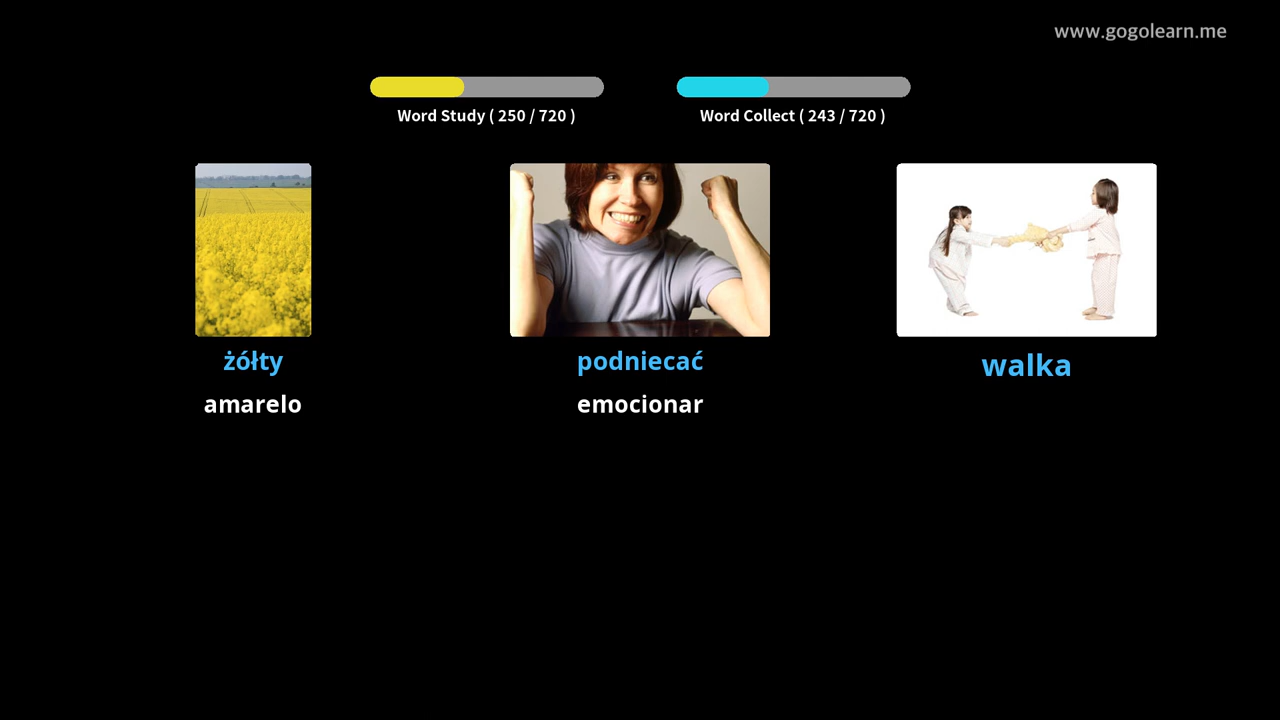 www.gogolearn.me
Word Study ( 250 / 720 )
Word Collect ( 243 / 720 )
żółty
amarelo
podniecać
emocionar
walka